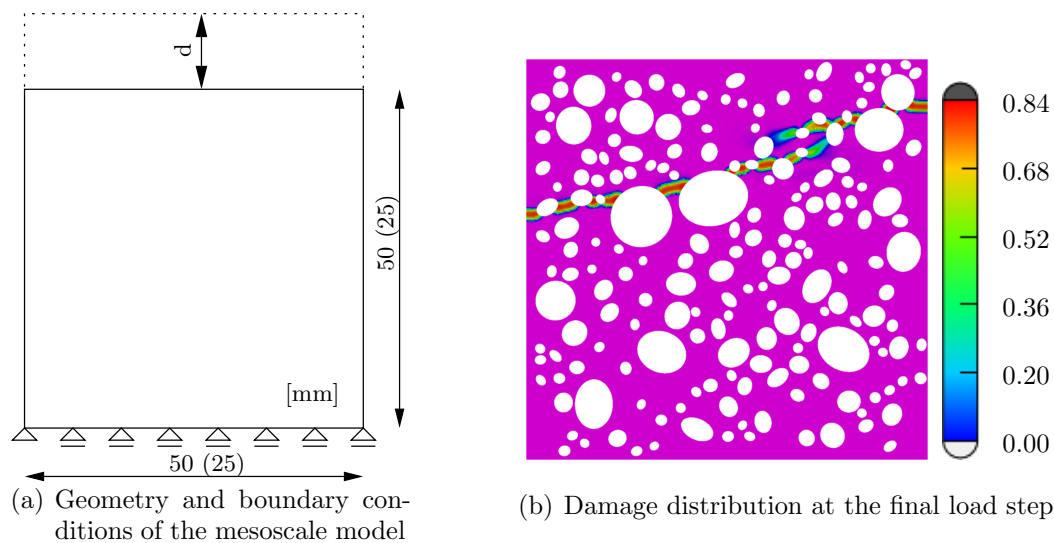 d
50 (25)
[mm]
50 (25)
(a) Geometry and boundary con-
ditions of the mesoscale model
0.84
0.68
0.52
0.36
0.20
0.00
(b) Damage distribution at the final load step